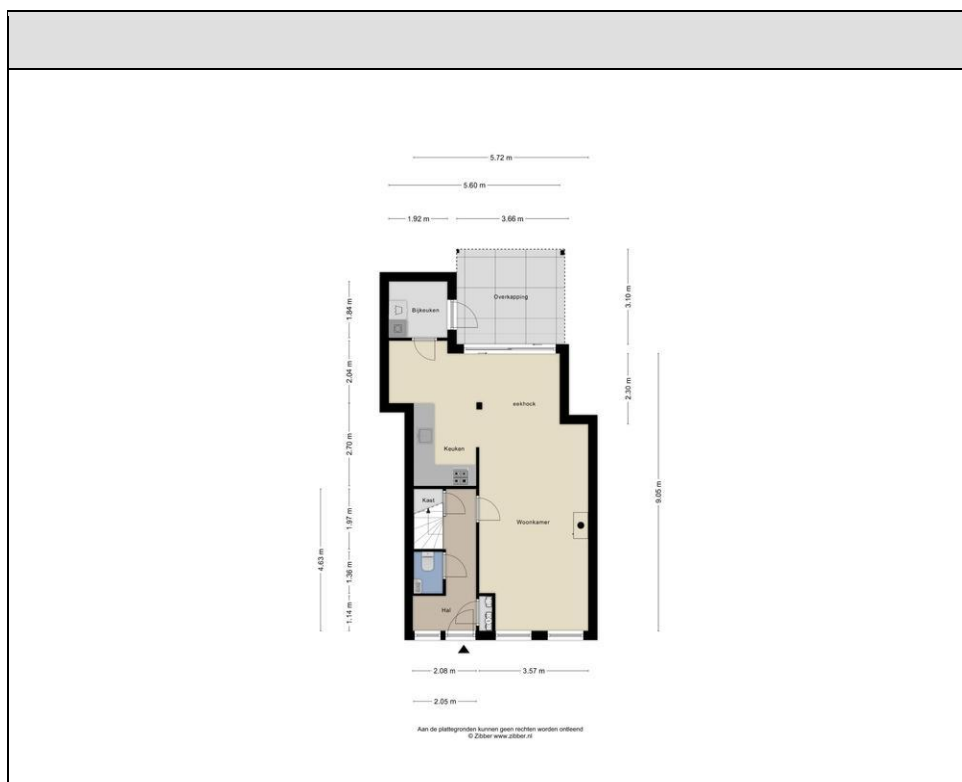 5.72 m
5.60 m
1.92 m
3.66 m
3.10 m
1.84 m
Overkapping
Bijkeuken
2.04 m
2.30 m
eekhock
2.70 m
Keuken
9.05 m
Kast
1.97 m
Woonkamer
4.63 m
1.36 m
1.14 m
Hal
2.08 m
3.57 m
2.05 m
Aan de plattegronden kunnen geen rechten worden ontleend
© Zibber www.zibber.nl